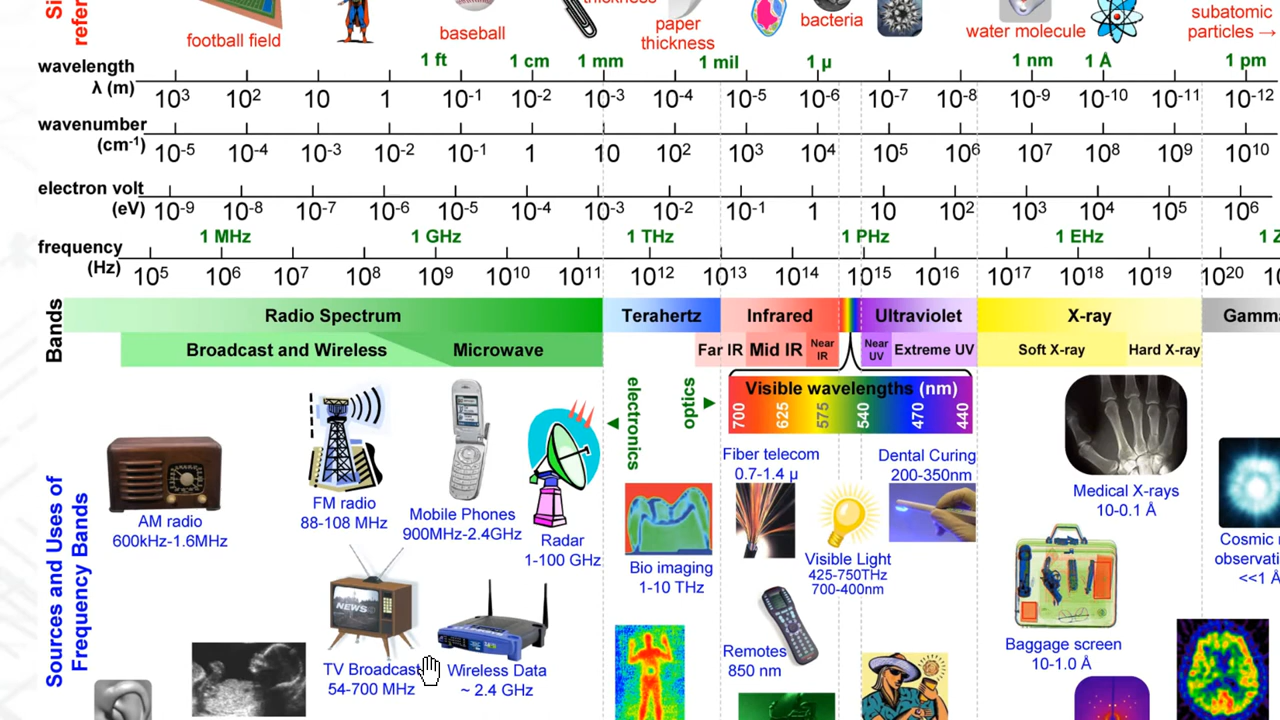 Si
refer
football field
baseball
thickness
paper
thickness
bacteria
water molecule
subatomic
particles →
wavelength
λ (m)
1 ft 1 cm 1 mm 1 mil 1 µ 1 nm 1 Å 1 pm
10³ 10² 10 1 10⁻¹ 10⁻² 10⁻³ 10⁻⁴ 10⁻⁵ 10⁻⁶ 10⁻⁷ 10⁻⁸ 10⁻⁹ 10⁻¹⁰ 10⁻¹¹ 10⁻¹²
wavenumber
(cm⁻¹)
10⁻⁵ 10⁻⁴ 10⁻³ 10⁻² 10⁻¹ 1 10 10² 10³ 10⁴ 10⁵ 10⁶ 10⁷ 10⁸ 10⁹ 10¹⁰
electron volt
(eV)
10⁻⁹ 10⁻⁸ 10⁻⁷ 10⁻⁶ 10⁻⁵ 10⁻⁴ 10⁻³ 10⁻² 10⁻¹ 1 10 10² 10³ 10⁴ 10⁵ 10⁶
frequency
(Hz)
1 MHz 1 GHz 1 THz 1 PHz 1 EHz 1 Z
10⁵ 10⁶ 10⁷ 10⁸ 10⁹ 10¹⁰ 10¹¹ 10¹² 10¹³ 10¹⁴ 10¹⁵ 10¹⁶ 10¹⁷ 10¹⁸ 10¹⁹ 10²⁰
Bands
Radio Spectrum Terahertz Infrared Ultraviolet X-ray Gamma
Broadcast and Wireless Microwave Far IR Mid IR Near IR Near UV Extreme UV Soft X-ray Hard X-ray
electronics
optics
Visible wavelengths (nm)
700 625 575 540 470 440
Sources and Uses of
Frequency Bands
AM radio
600kHz-1.6MHz
FM radio
88-108 MHz
Mobile Phones
900MHz-2.4GHz
Radar
1-100 GHz
Bio imaging
1-10 THz
Fiber telecom
0.7-1.4 µ
Dental Curing
200-350nm
Visible Light
425-750THz
700-400nm
Medical X-rays
10-0.1 Å
Cosmic
observati
<<1 Å
NEWS
TV Broadcast
54-700 MHz
Wireless Data
~ 2.4 GHz
Remotes
850 nm
Baggage screen
10-1.0 Å